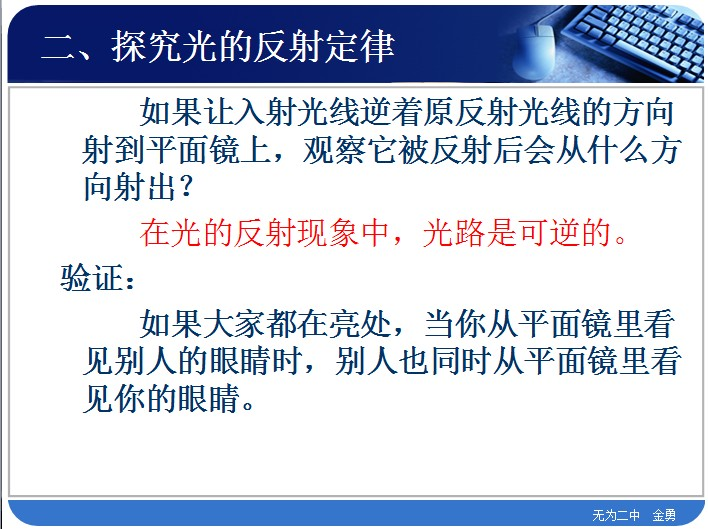 二、探究光的反射定律
如果让入射光线逆着原反射光线的方向
射到平面镜上，观察它被反射后会从什么方
向射出？
在光的反射现象中，光路是可逆的。
验证：
如果大家都在亮处，当你从平面镜里看
见别人的眼睛时，别人也同时从平面镜里看
见你的眼睛。
无为二中 金勇